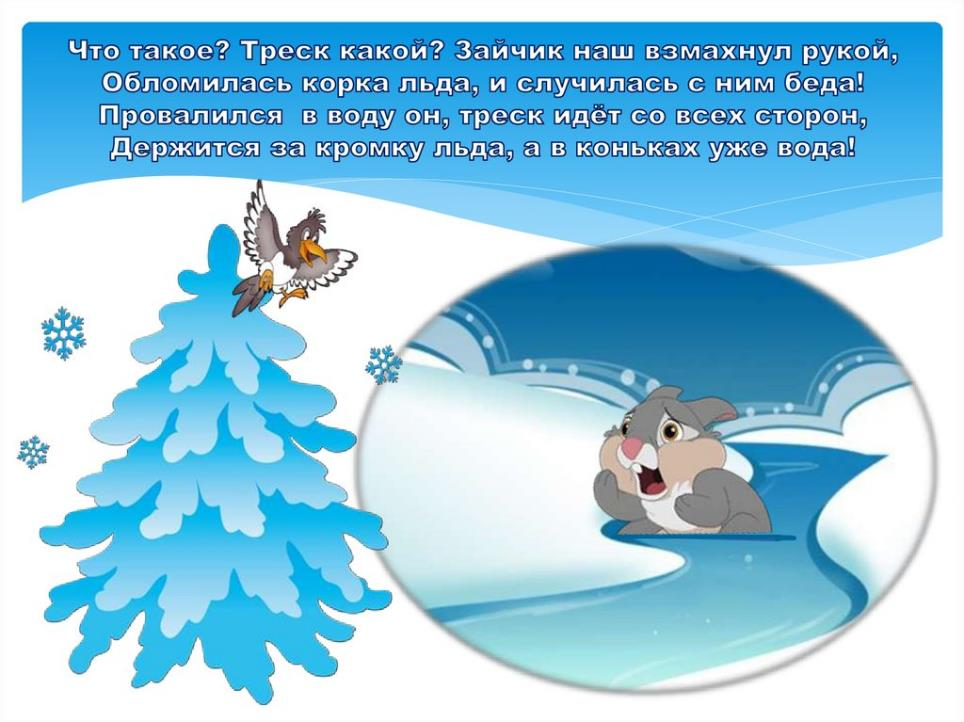 Что такое? Треск какой? Зайчик наш взмахнул рукой,
Обломилась корка льда, и случилась с ним беда!
Провалился  в воду он, треск идёт со всех сторон,
Держится за кромку льда, а в коньках уже вода!